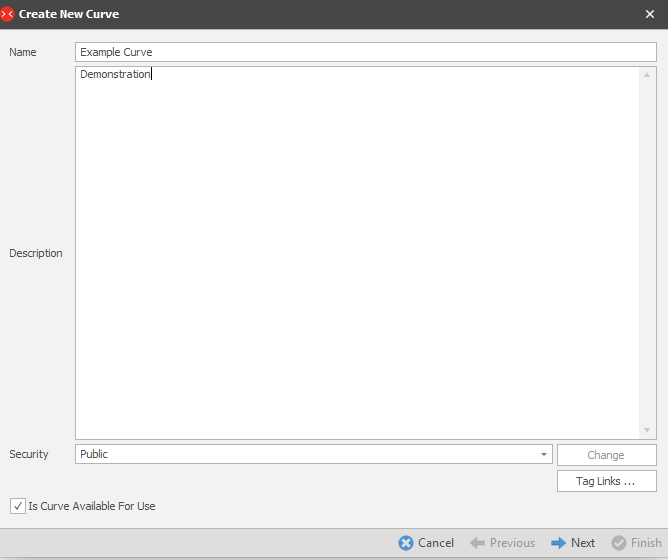 Create New Curve
Name
Example Curve
Demonstration
Description
Security
Public
Change
Tag Links ...
Is Curve Available For Use
Cancel
Previous
Next
Finish